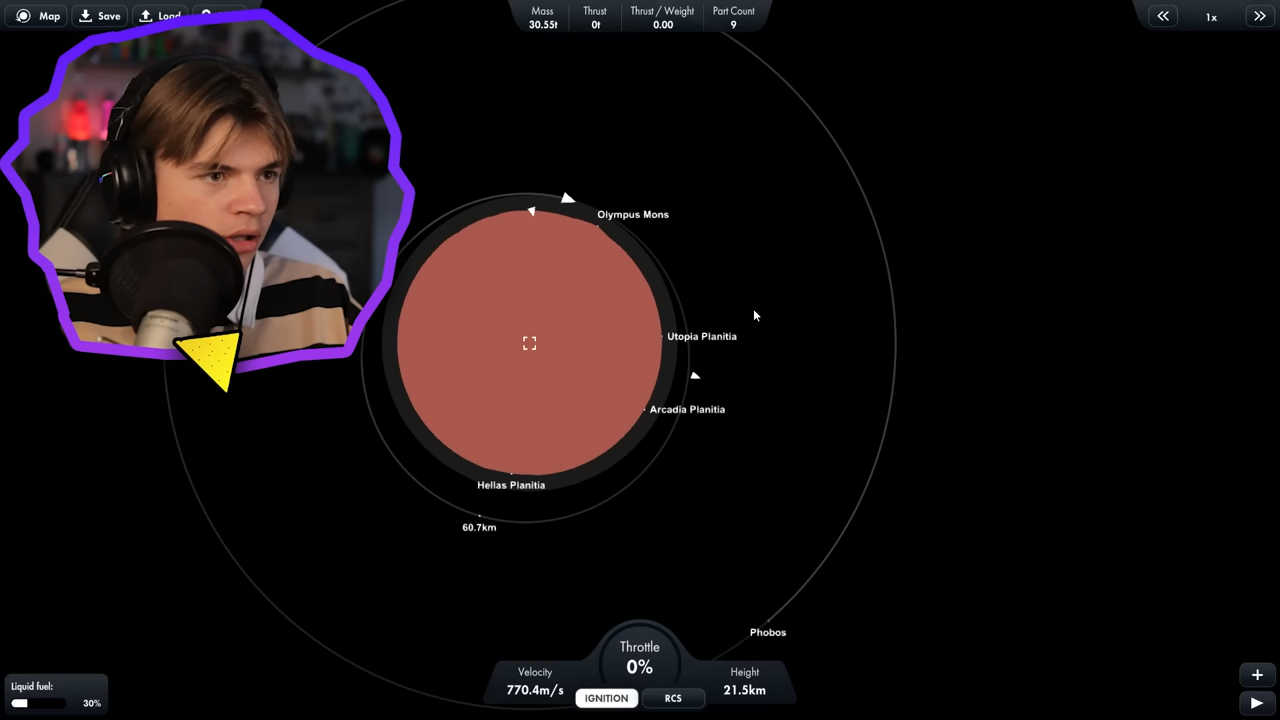 Map
Save
Load
Mass
30.55t
Thrust
0t
Thrust / Weight
0.00
Part Count
9
1x
Olympus Mons
Utopia Planitia
Arcadia Planitia
Hellas Planitia
60.7km
Phobos
Throttle
0%
Velocity
770.4m/s
Height
21.5km
IGNITION
RCS
Liquid fuel:
30%